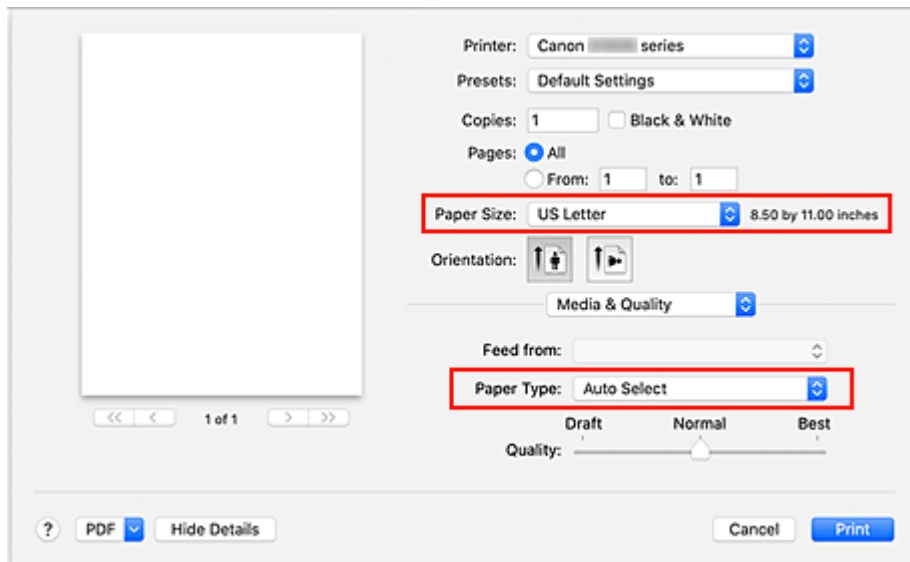 Printer: Canon series
Presets: Default Settings
Copies: 1 Black & White
Pages: All
From: 1 to: 1
Paper Size: US Letter 8.50 by 11.00 inches
Orientation:
Media & Quality
Feed from:
Paper Type: Auto Select
<< < 1 of 1 > >>
Draft Normal Best
Quality:
? PDF Hide Details Cancel Print